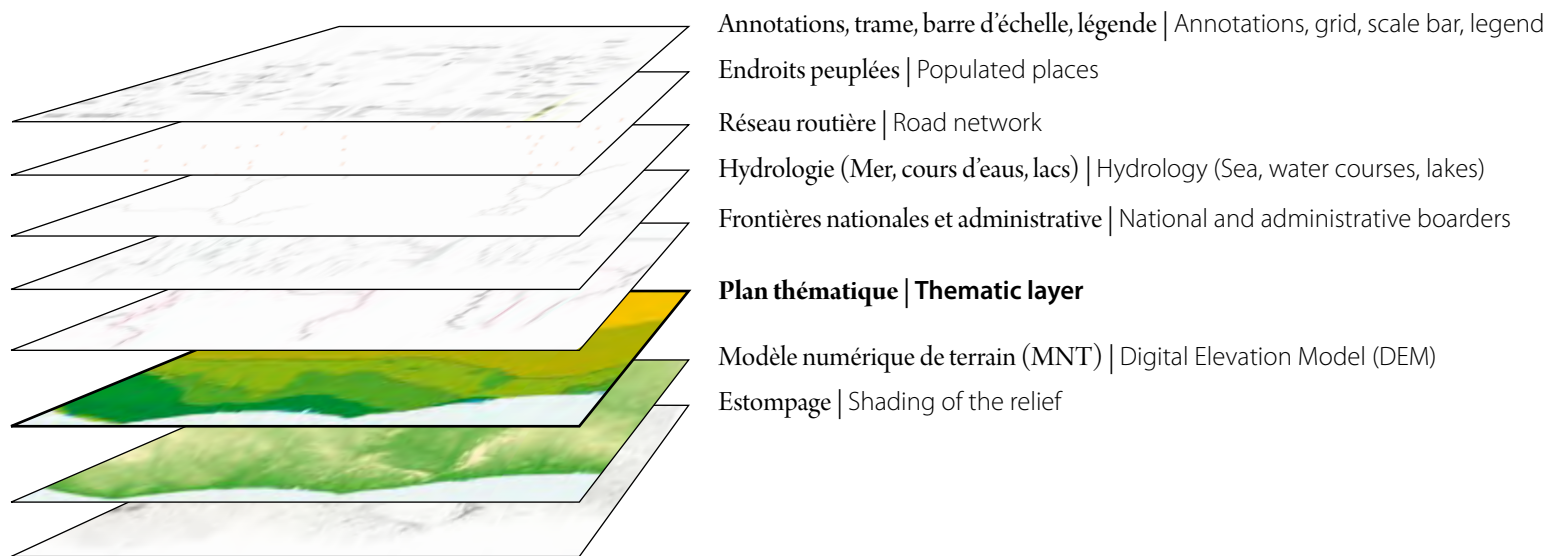 Annotations, trame, barre d’échelle, légende | Annotations, grid, scale bar, legend
Endroits peuplées | Populated places
Réseau routière | Road network
Hydrologie (Mer, cours d'eaus, lacs) | Hydrology (Sea, water courses, lakes)
Frontières nationales et administrative | National and administrative boarders
Plan thématique | Thematic layer
Modèle numérique de terrain (MNT) | Digital Elevation Model (DEM)
Estompage | Shading of the relief